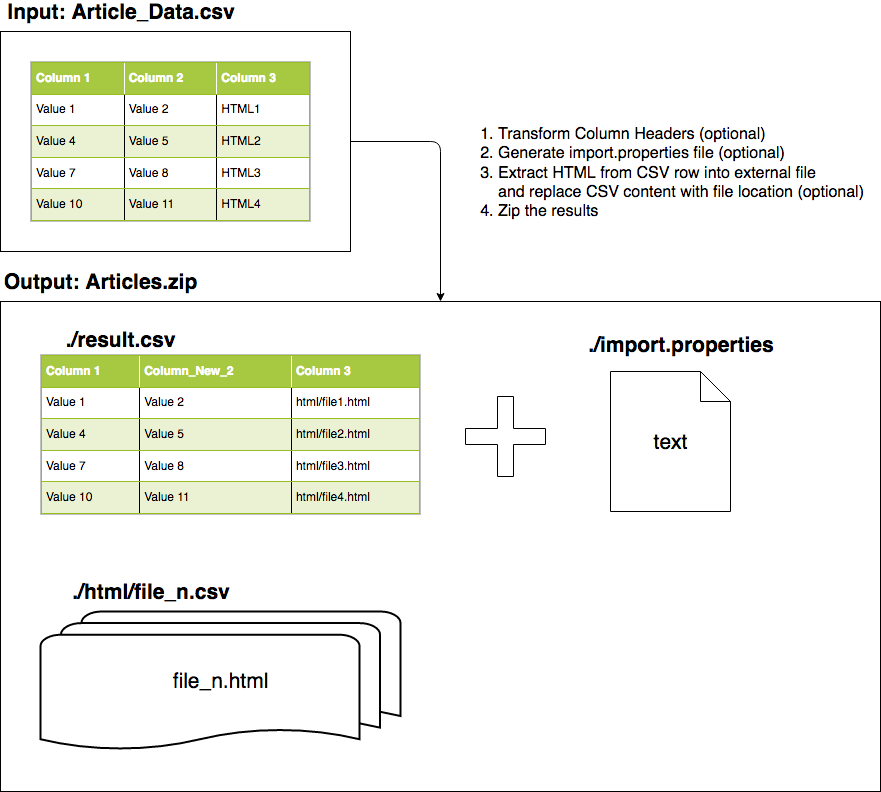 Input: Article_Data.csv
Column 1 Column 2 Column 3
Value 1 Value 2 HTML1
Value 4 Value 5 HTML2
Value 7 Value 8 HTML3
Value 10 Value 11 HTML4
1. Transform Column Headers (optional)
2. Generate import.properties file (optional)
3. Extract HTML from CSV row into external file
and replace CSV content with file location (optional)
4. Zip the results
Output: Articles.zip
./result.csv
Column 1 Column_New_2 Column 3
Value 1 Value 2 html/file1.html
Value 4 Value 5 html/file2.html
Value 7 Value 8 html/file3.html
Value 10 Value 11 html/file4.html
./import.properties
text
./html/file_n.csv
file_n.html